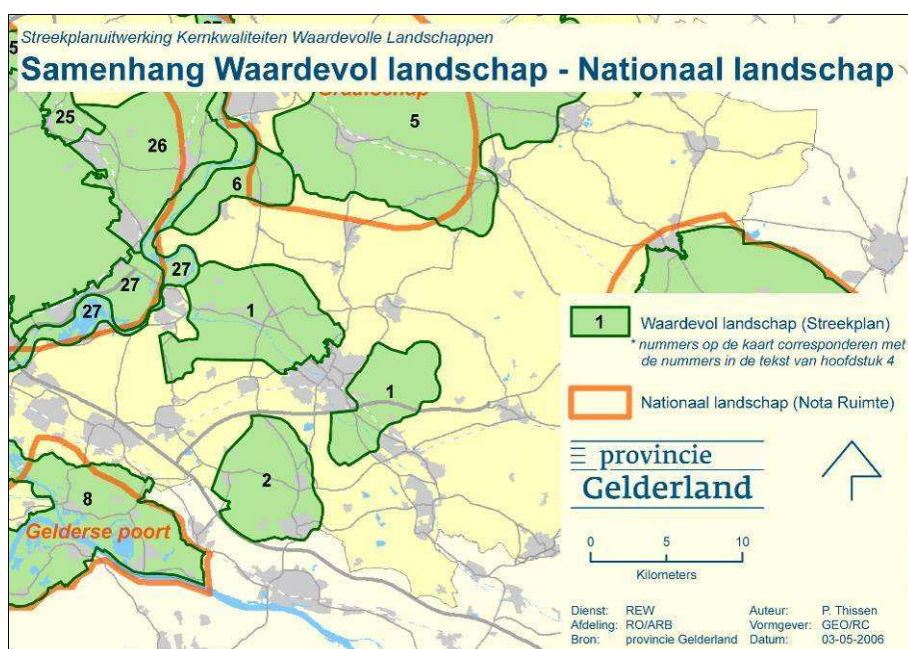 Streekplanuitwerking Kernkwaliteiten Waardevolle Landschappen
Samenhang Waardevol landschap - Nationaal landschap
25
26
5
6
27
27
27
1
1
2
8
Gelderse poort
1 Waardevol landschap (Streekplan)
* nummers op de kaart corresponderen met
de nummers in de tekst van hoofdstuk 4
Nationaal landschap (Nota Ruimte)
provincie
Gelderland
0 5 10
Kilometers
Dienst: REW Auteur: P. Thissen
Afdeling: RO/ARB Vormgever: GEO/RC
Bron: provincie Gelderland Datum: 03-05-2006